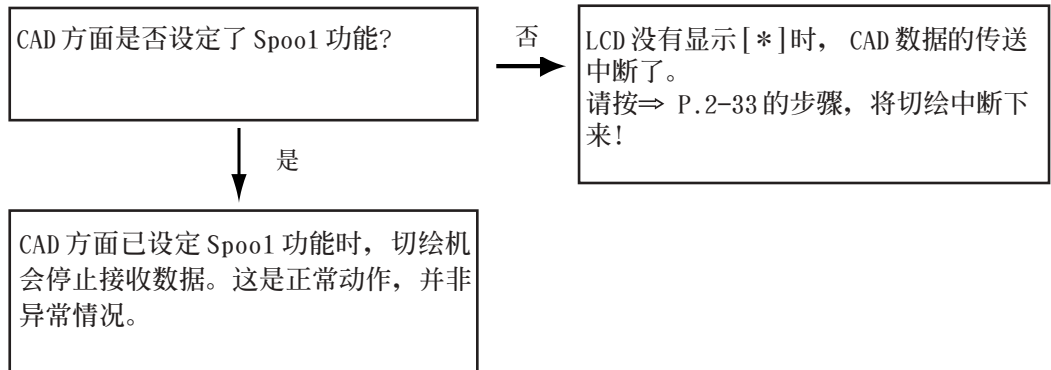 CAD 方面是否设定了 Spoo1 功能?
否
LCD 没有显示[*]时， CAD 数据的传送
中断了。
请按⇒ P.2-33 的步骤，将切绘中断下
来!
是
CAD 方面已设定 Spoo1 功能时，切绘机
会停止接收数据。这是正常动作，并非
异常情况。